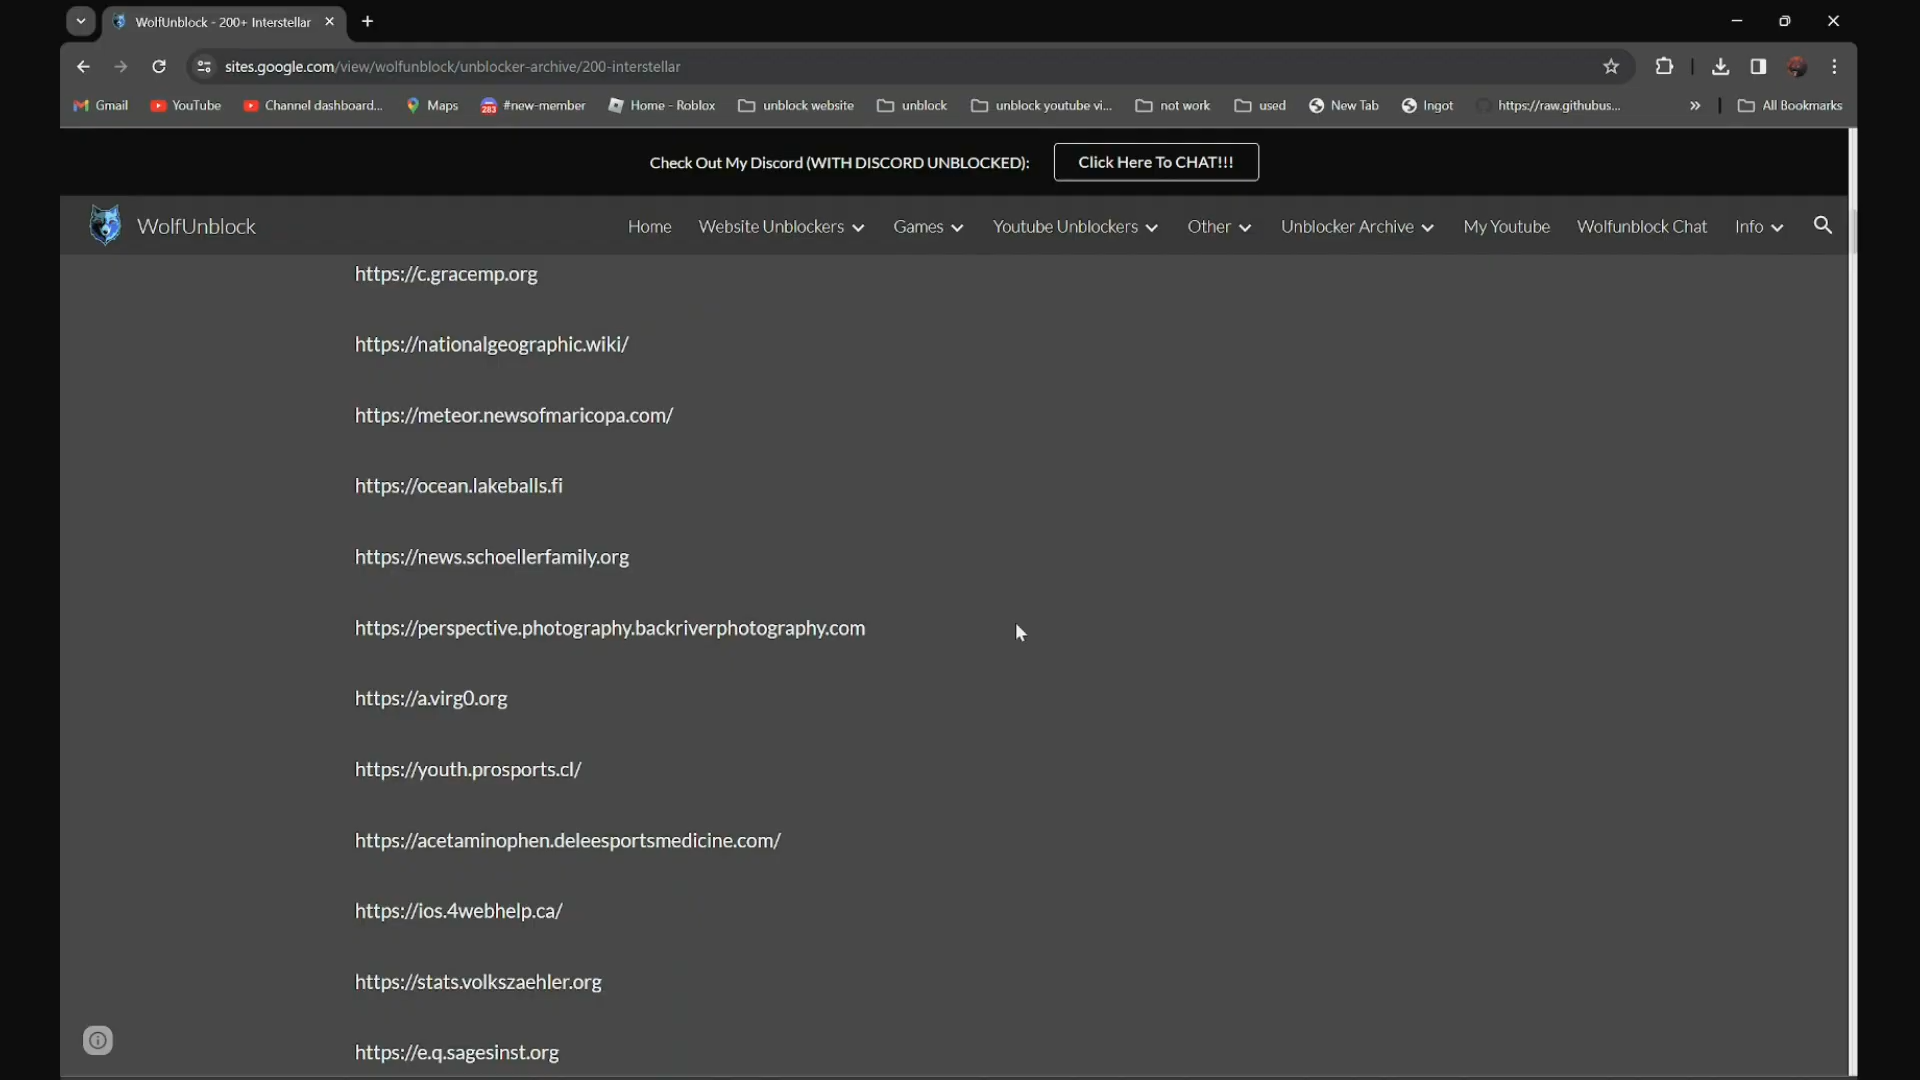 WolfUnblock - 200+ Interstellar
sites.google.com/view/wolfunblock/unblocker-archive/200-interstellar
Gmail YouTube Channel dashboard... Maps 283 #new-member Home - Roblox unblock website unblock unblock youtube vi... not work used New Tab Ingot https://raw.githubus... » All Bookmarks
Check Out My Discord (WITH DISCORD UNBLOCKED): Click Here To CHAT!!!
WolfUnblock Home Website Unblockers Games Youtube Unblockers Other Unblocker Archive My Youtube Wolfunblock Chat Info
https://c.gracemp.org
https://nationalgeographic.wiki/
https://meteor.newsofmaricopa.com/
https://ocean.lakeballs.fi
https://news.schoellerfamily.org
https://perspective.photography.backriverphotography.com
https://a.virg0.org
https://youth.prosports.cl/
https://acetaminophen.deleesportsmedicine.com/
https://ios.4webhelp.ca/
https://stats.volkszaehler.org
https://e.q.sagesinst.org